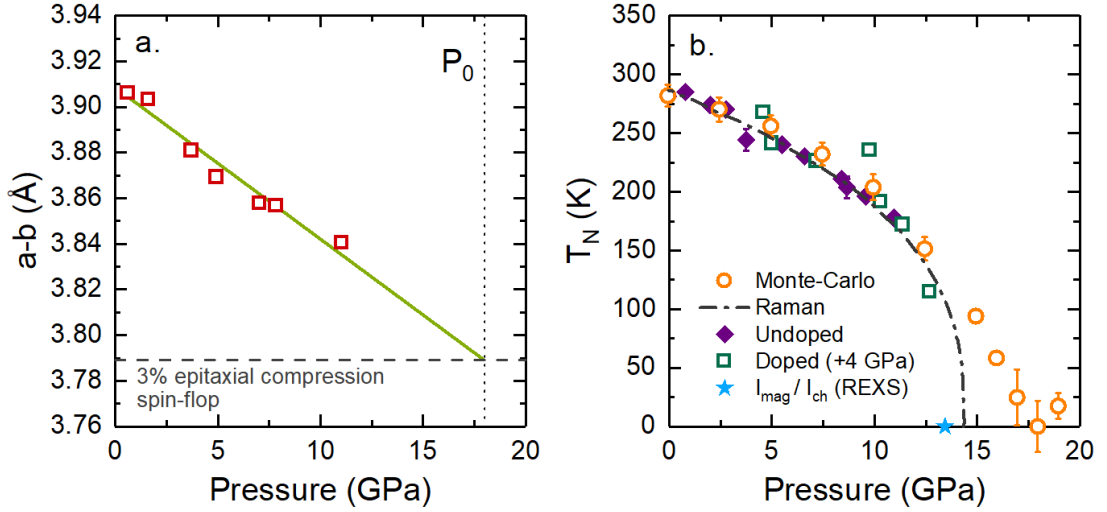 a.
P0
a-b (Å)
3.94
3.92
3.90
3.88
3.86
3.84
3.82
3.80
3.78
3.76
3% epitaxial compression
spin-flop
0 5 10 15 20
Pressure (GPa)
b.
TN (K)
350
300
250
200
150
100
50
0
Monte-Carlo
Raman
Undoped
Doped (+4 GPa)
Imag / Ich (REXS)
0 5 10 15 20
Pressure (GPa)